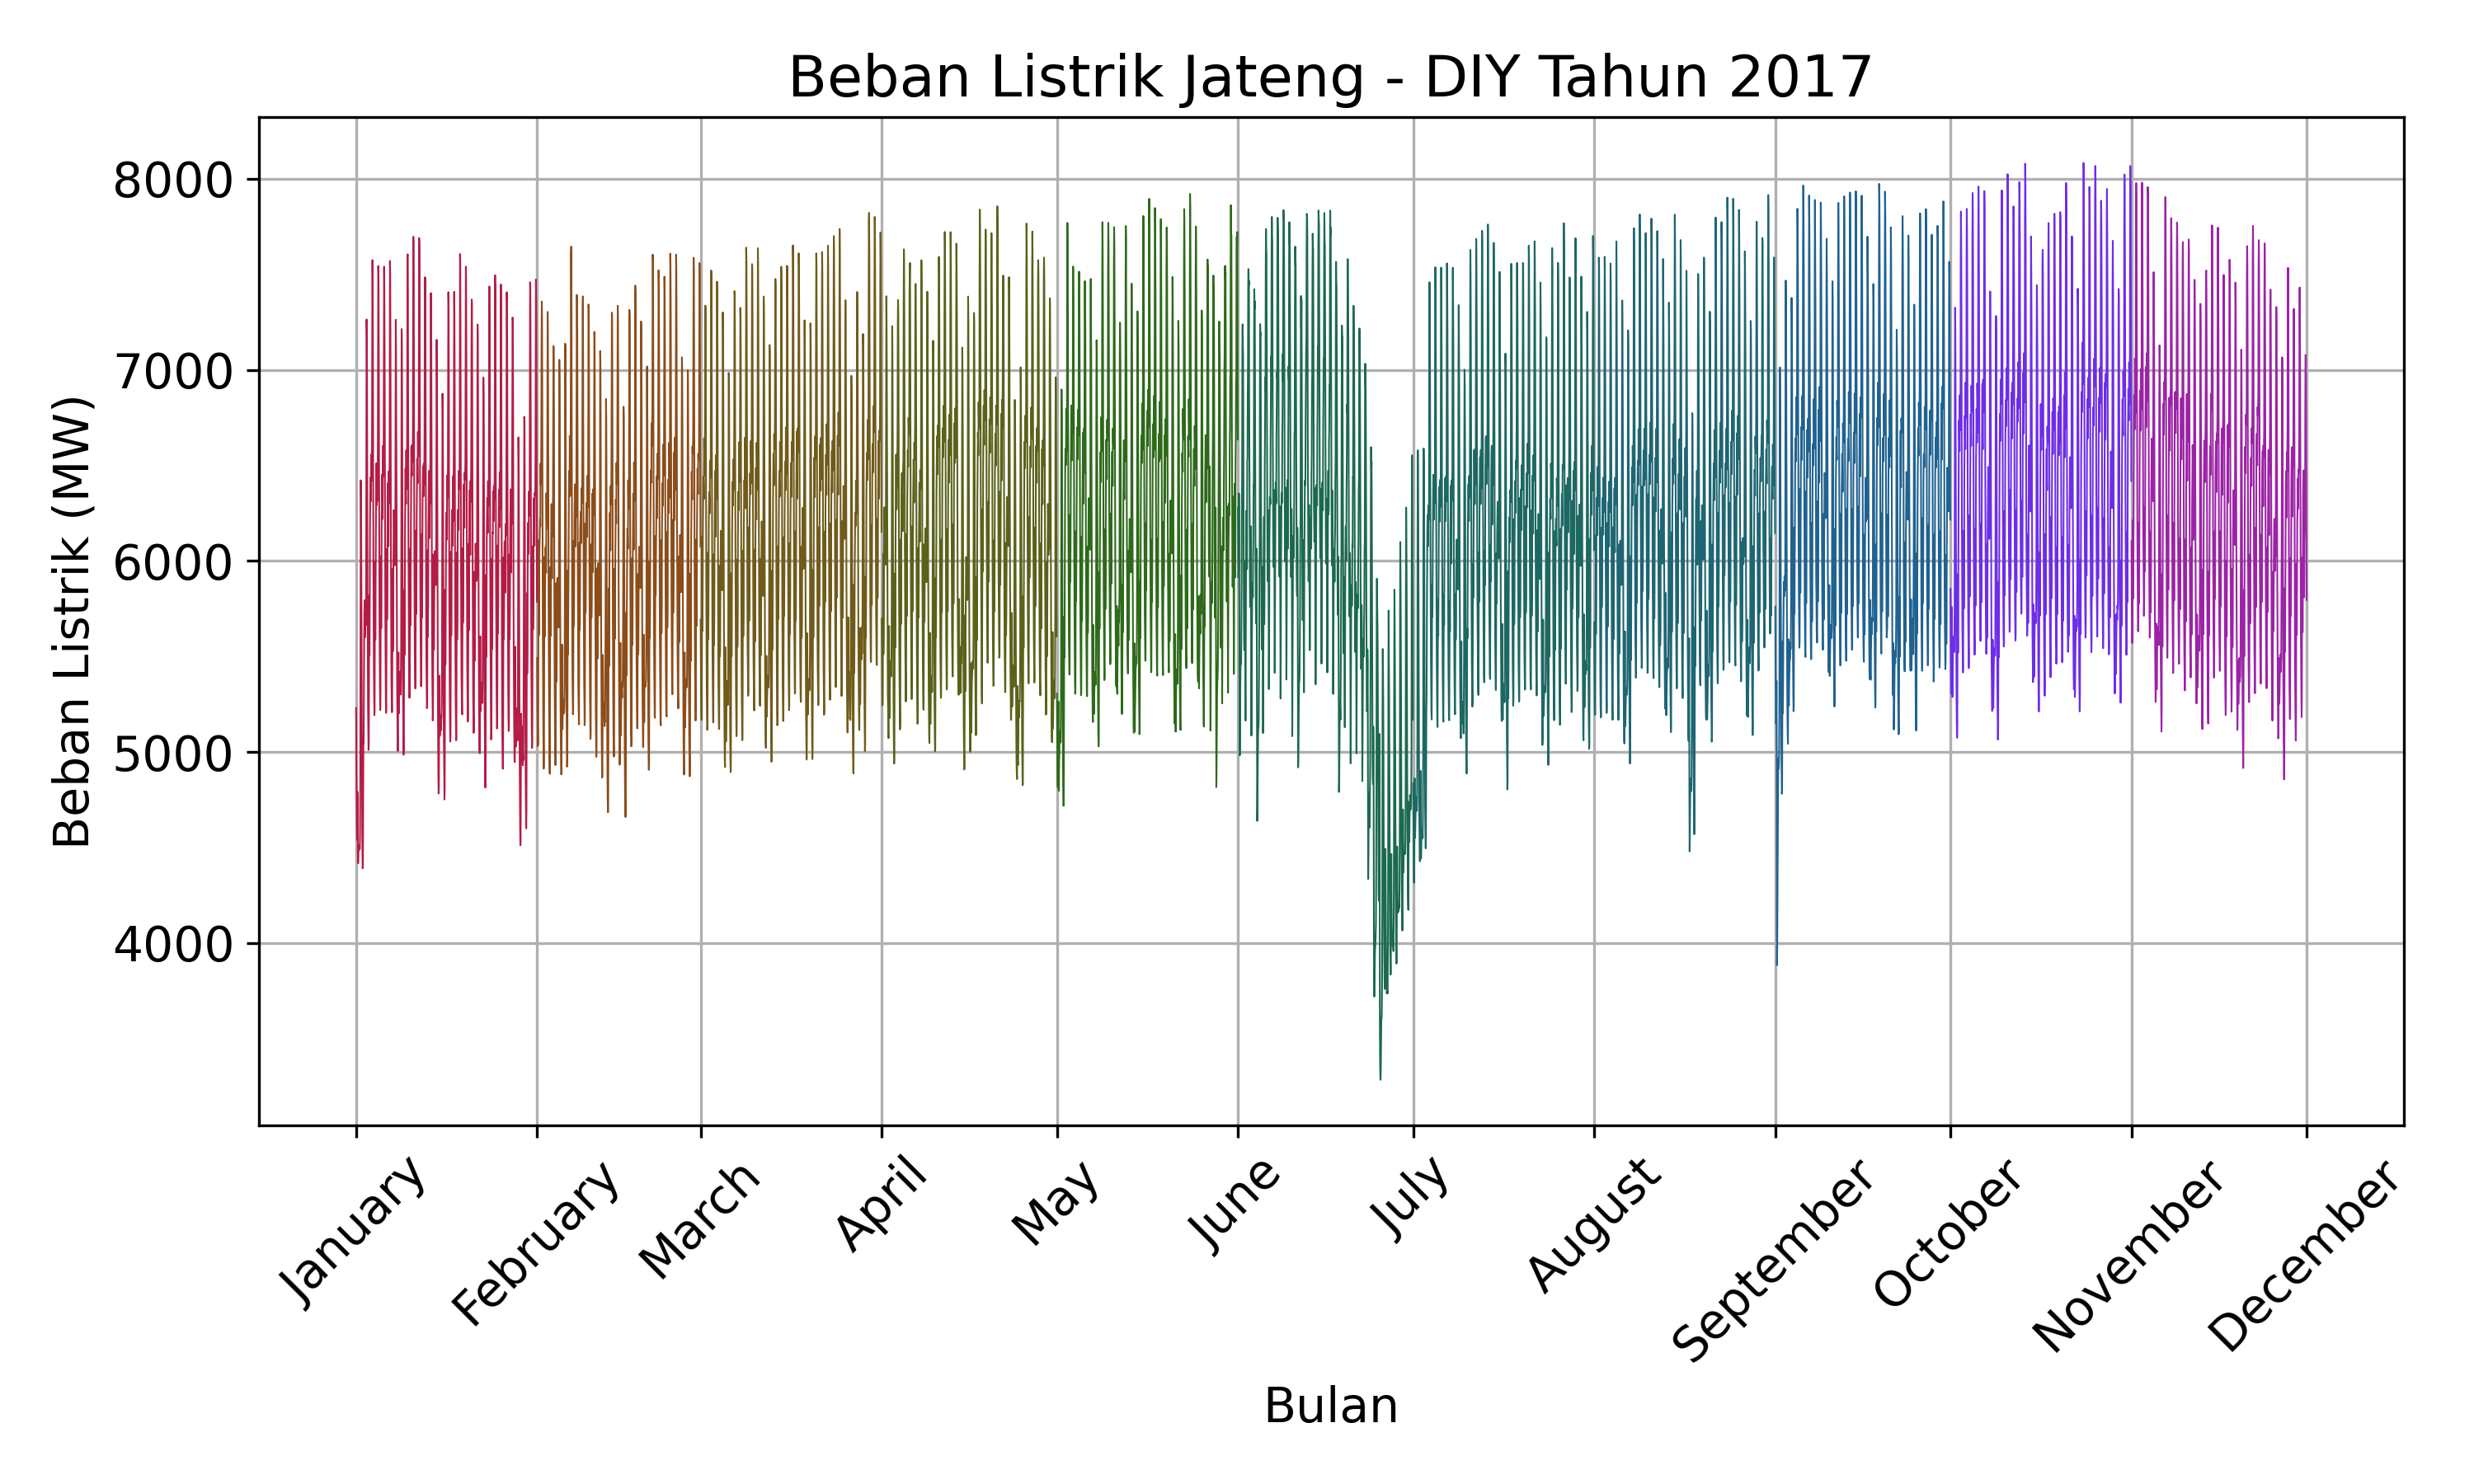 Beban Listrik Jateng - DIY Tahun 2017
Beban Listrik (MW)
8000
7000
6000
5000
4000
January
February
March
April
May
June
July
August
September
October
November
December
Bulan